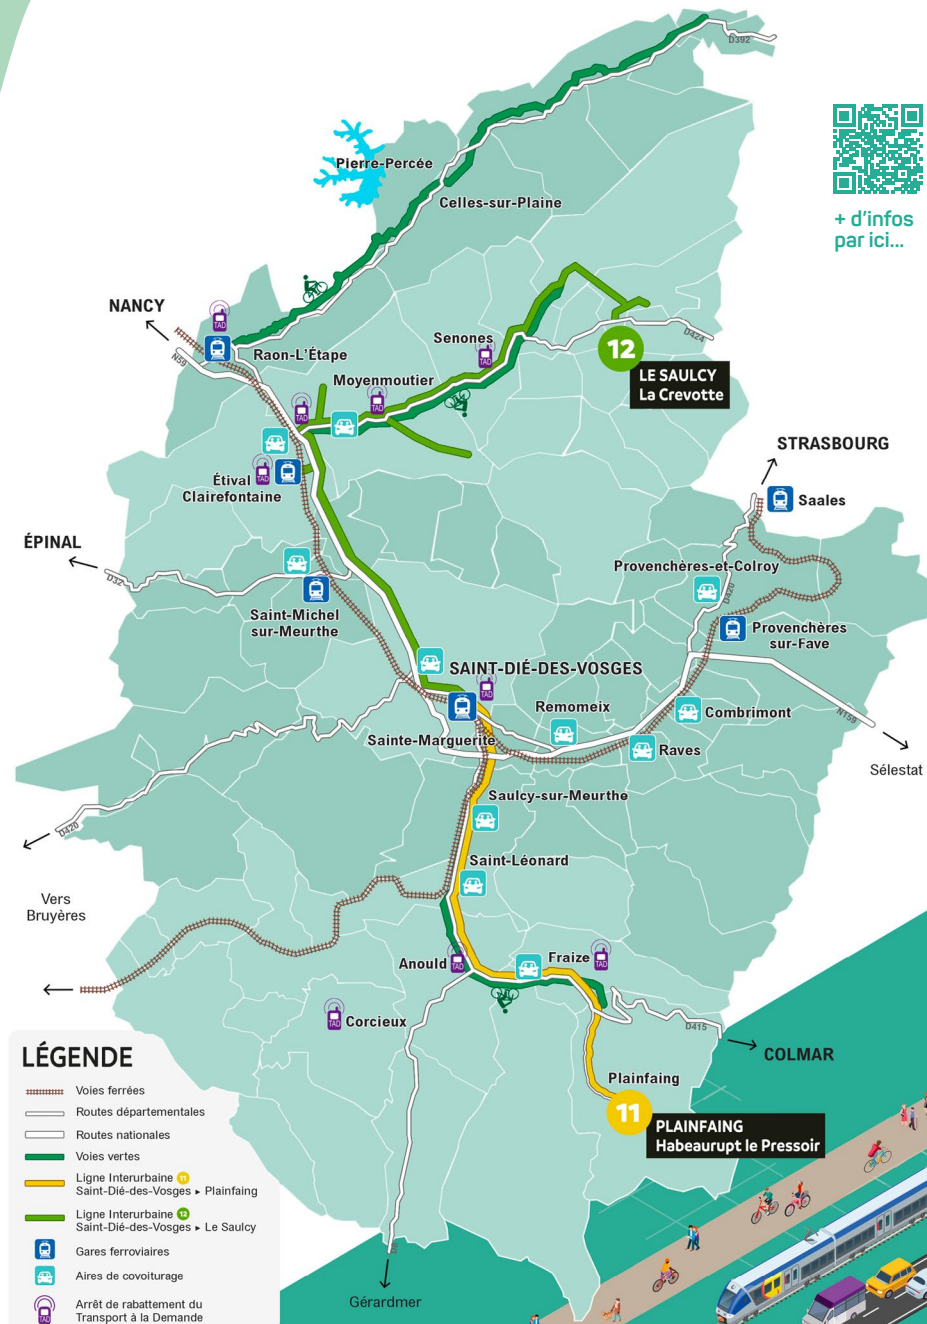 D392
Pierre-Percée
Celles-sur-Plaine
+ d'infos
par ici...
NANCY
TAD
N59
Raon-L'Étape
Senones
TAD
D424
12
LE SAULCY
La Crevotte
Moyenmoutier
TAD
TAD
STRASBOURG
Étival
Clairefontaine
TAD
Saales
ÉPINAL
D32
Provenchères-et-Colroy
D420
Saint-Michel
sur-Meurthe
Provenchères
sur-Fave
SAINT-DIÉ-DES-VOSGES
TAD
Remomeix
Combrimont
N159
Sainte-Marguerite
Raves
Sélestat
D420
Saulcy-sur-Meurthe
Saint-Léonard
Vers
Bruyères
Anould
TAD
Fraize
TAD
TAD
Corcieux
D415
COLMAR
Plainfaing
11
PLAINFAING
Habeaurupt le Pressoir
D8
Gérardmer
LÉGENDE
Voies ferrées
Routes départementales
Routes nationales
Voies vertes
Ligne Interurbaine 11
Saint-Dié-des-Vosges ▸ Plainfaing
Ligne Interurbaine 12
Saint-Dié-des-Vosges ▸ Le Saulcy
Gares ferroviaires
Aires de covoiturage
TAD
Arrêt de rabattement du
Transport à la Demande